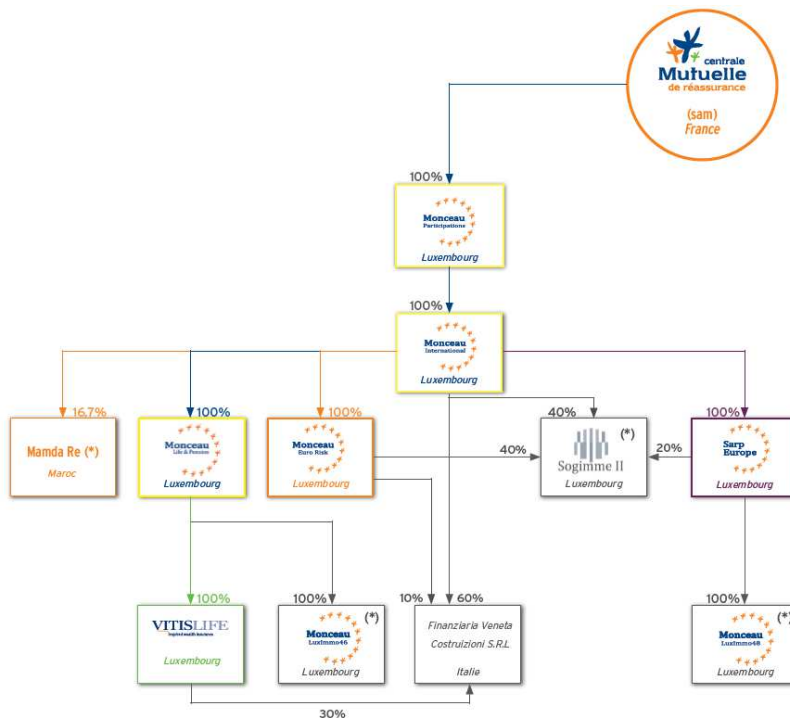 centrale
Mutuelle
de réassurance
(sam)
France
100%
Monceau
Participations
Luxembourg
100%
Monceau
International
Luxembourg
16,7%
100%
100%
40%
100%
Mamda Re (*)
Maroc
Monceau
Life & Pension
Luxembourg
Monceau
Euro Risk
Luxembourg
40%
(*)
Sogimme II
Luxembourg
20%
Sarp
Europe
Luxembourg
100%
100%
10%
60%
100%
VITISLIFE
Luxembourg
(*)
Monceau
LuxImmo46
Luxembourg
Finanziaria Veneta
Costruizioni S.R.L
Italie
(*)
Monceau
LuxImmo48
Luxembourg
30%